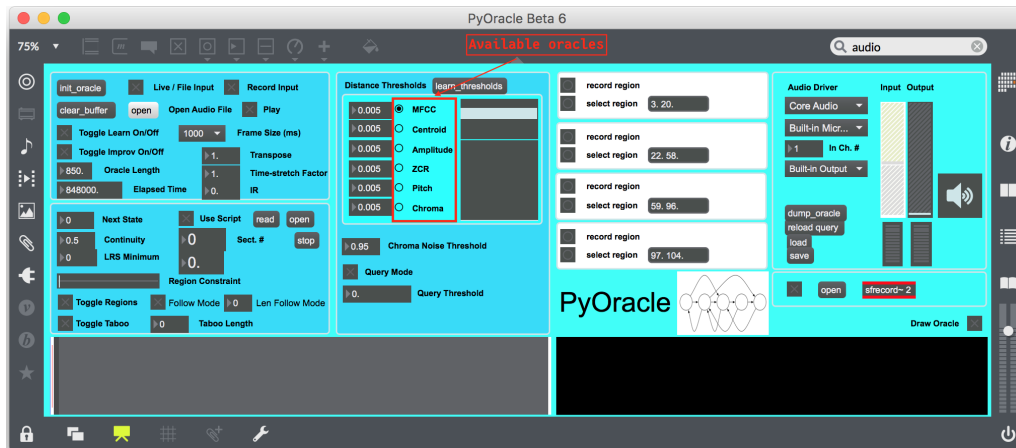 PyOracle Beta 6
75%
Available oracles
audio
init_oracle Live / File Input Record Input
clear_buffer open Open Audio File Play
Toggle Learn On/Off 1000 Frame Size (ms)
Toggle Improv On/Off 1. Transpose
850. Oracle Length 1. Time-stretch Factor
848000. Elapsed Time 0. IR
0 Next State Use Script read open
0.5 Continuity 0 Sect. # stop
0 LRS Minimum 0.
Region Constraint
Toggle Regions Follow Mode 0 Len Follow Mode
Toggle Taboo 0 Taboo Length
Distance Thresholds learn_thresholds
0.005 MFCC
0.005 Centroid
0.005 Amplitude
0.005 ZCR
0.005 Pitch
0.005 Chroma
0.95 Chroma Noise Threshold
Query Mode
0. Query Threshold
record region
select region 3. 20.
record region
select region 22. 58.
record region
select region 59. 96.
record region
select region 97. 104.
PyOracle
Audio Driver Input Output
Core Audio
Built-in Micr...
1 In Ch. #
Built-in Output
dump_oracle
reload query
load
save
open sfrecord~ 2
Draw Oracle